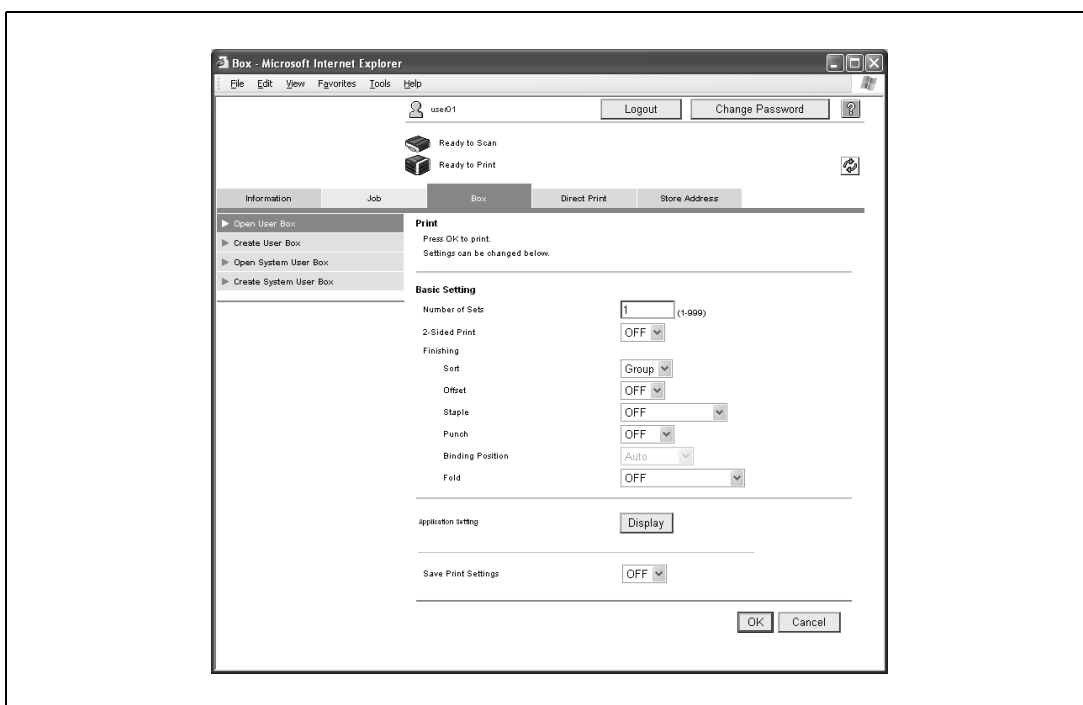 Box - Microsoft Internet Explorer
File Edit View Favorites Tools Help
user01 Logout Change Password ?
Ready to Scan
Ready to Print
Information Job Box Direct Print Store Address
Open User Box
Create User Box
Open System User Box
Create System User Box
Print
Press OK to print.
Settings can be changed below.
Basic Setting
Number of Sets 1 (1-999)
2-Sided Print OFF
Finishing
Sort Group
Offset OFF
Staple OFF
Punch OFF
Binding Position Auto
Fold OFF
Application Setting Display
Save Print Settings OFF
OK Cancel